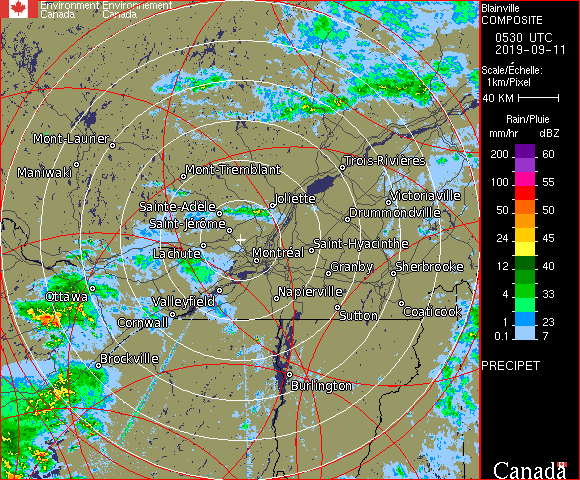 Environment Environnement
Canada Canada
Blainville
COMPOSITE
0530 UTC
2019-09-11
Scale/Échelle:
1km/Pixel
40 KM
Rain/Pluie
mm/hr dBZ
200 60
100 55
50 50
24 45
12 40
4 33
1 23
0.1 7
PRECIPET
Canada
Mont-Laurier
Maniwaki
Mont-Tremblant
Trois-Rivières
Sainte-Adèle
Joliette
Victoriaville
Drummondville
Saint-Jérôme
Lachute
Montréal
Saint-Hyacinthe
Granby
Sherbrooke
Ottawa
Valleyfield
Napierville
Cornwall
Sutton
Coaticook
Brockville
Burlington